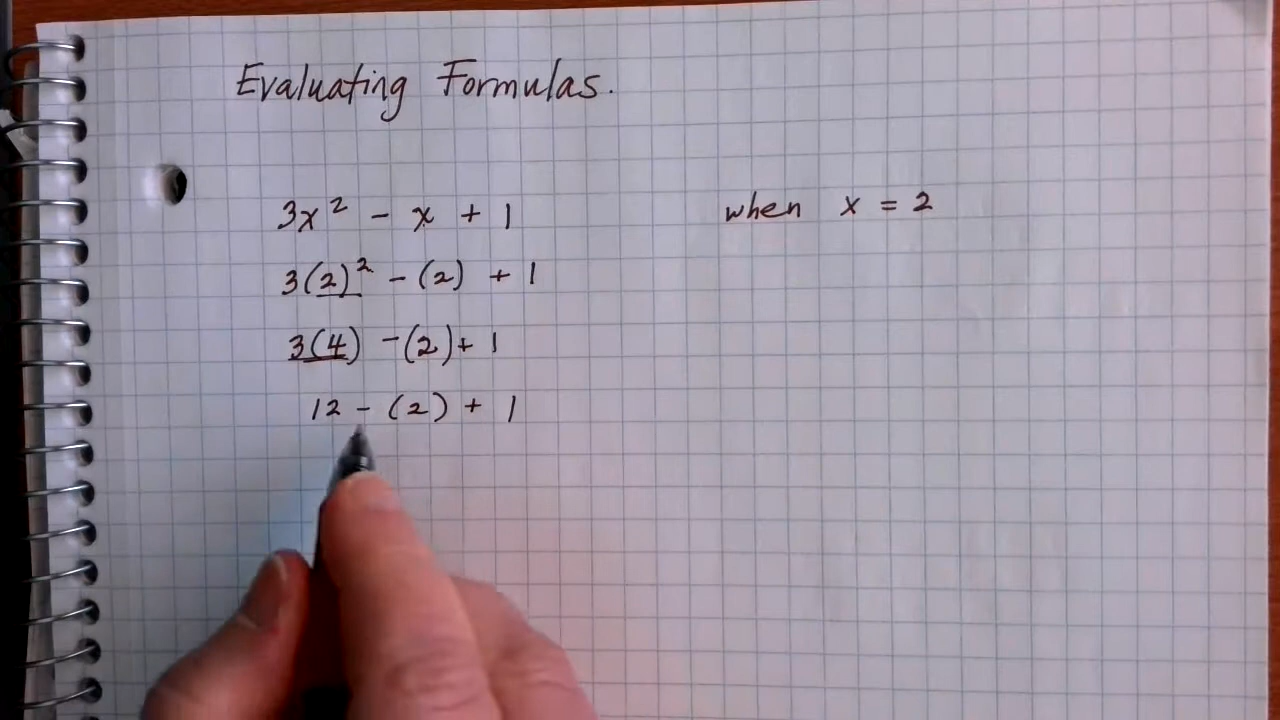 Evaluating Formulas.
3x² - x + 1 when x = 2
3(2)² - (2) + 1
3(4) - (2) + 1
12 - (2) + 1